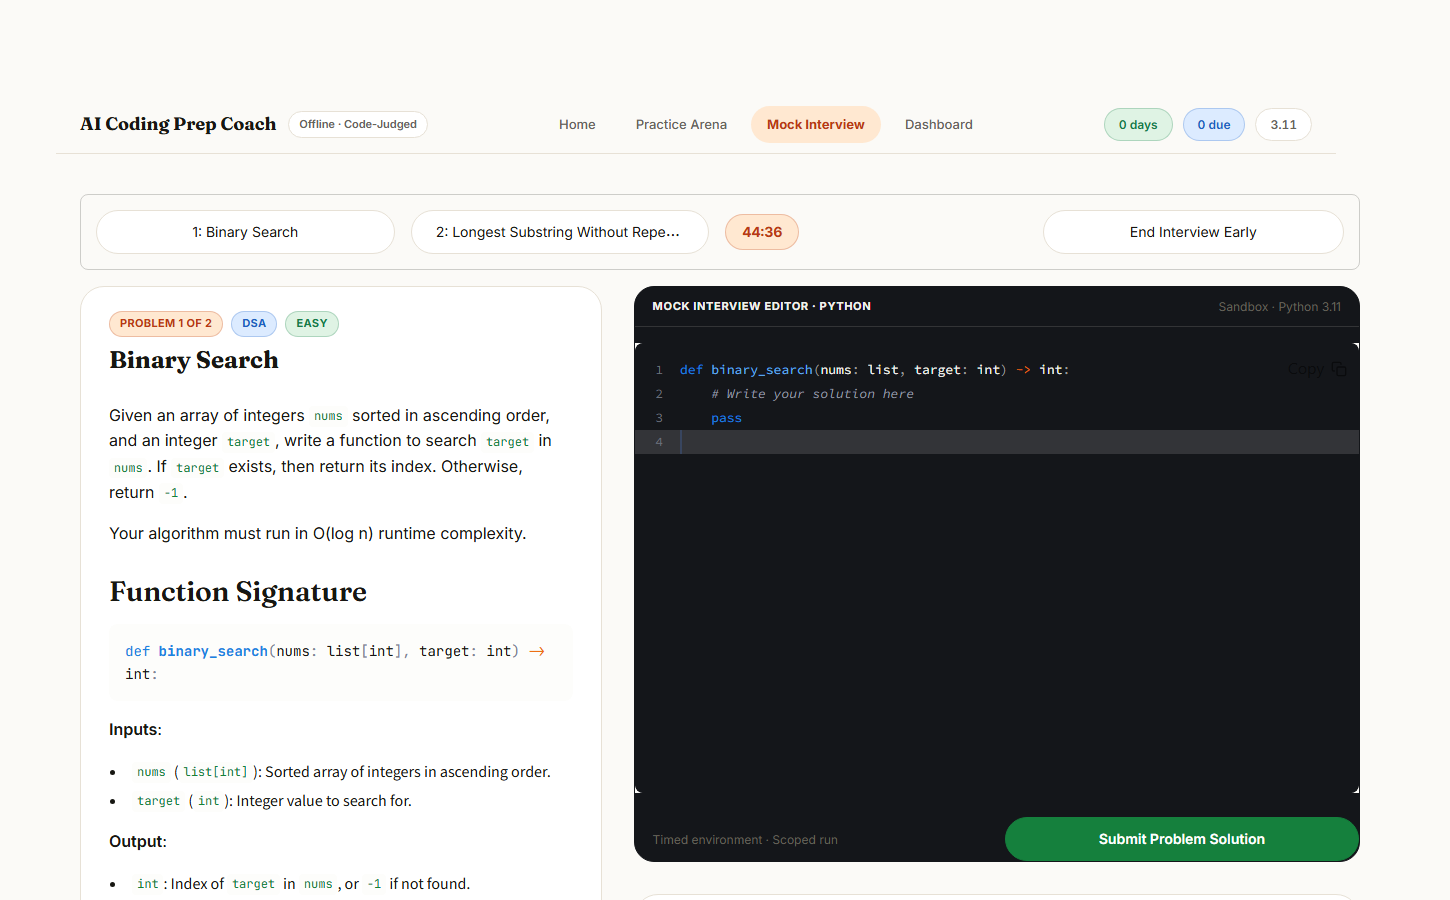 AI Coding Prep Coach
Offline · Code-Judged
Home
Practice Arena
Mock Interview
Dashboard
0 days
0 due
3.11
1: Binary Search
2: Longest Substring Without Repe...
44:36
End Interview Early
PROBLEM 1 OF 2
DSA
EASY
Binary Search
Given an array of integers nums sorted in ascending order,
and an integer target , write a function to search target in
nums . If target exists, then return its index. Otherwise,
return -1 .
Your algorithm must run in O(log n) runtime complexity.
Function Signature
def binary_search(nums: list[int], target: int) ->
int:
Inputs:
• nums ( list[int] ): Sorted array of integers in ascending order.
• target ( int ): Integer value to search for.
Output:
• int : Index of target in nums , or -1 if not found.
MOCK INTERVIEW EDITOR · PYTHON
Sandbox · Python 3.11
Copy
1 def binary_search(nums: list, target: int) -> int:
2     # Write your solution here
3     pass
4
Timed environment · Scoped run
Submit Problem Solution